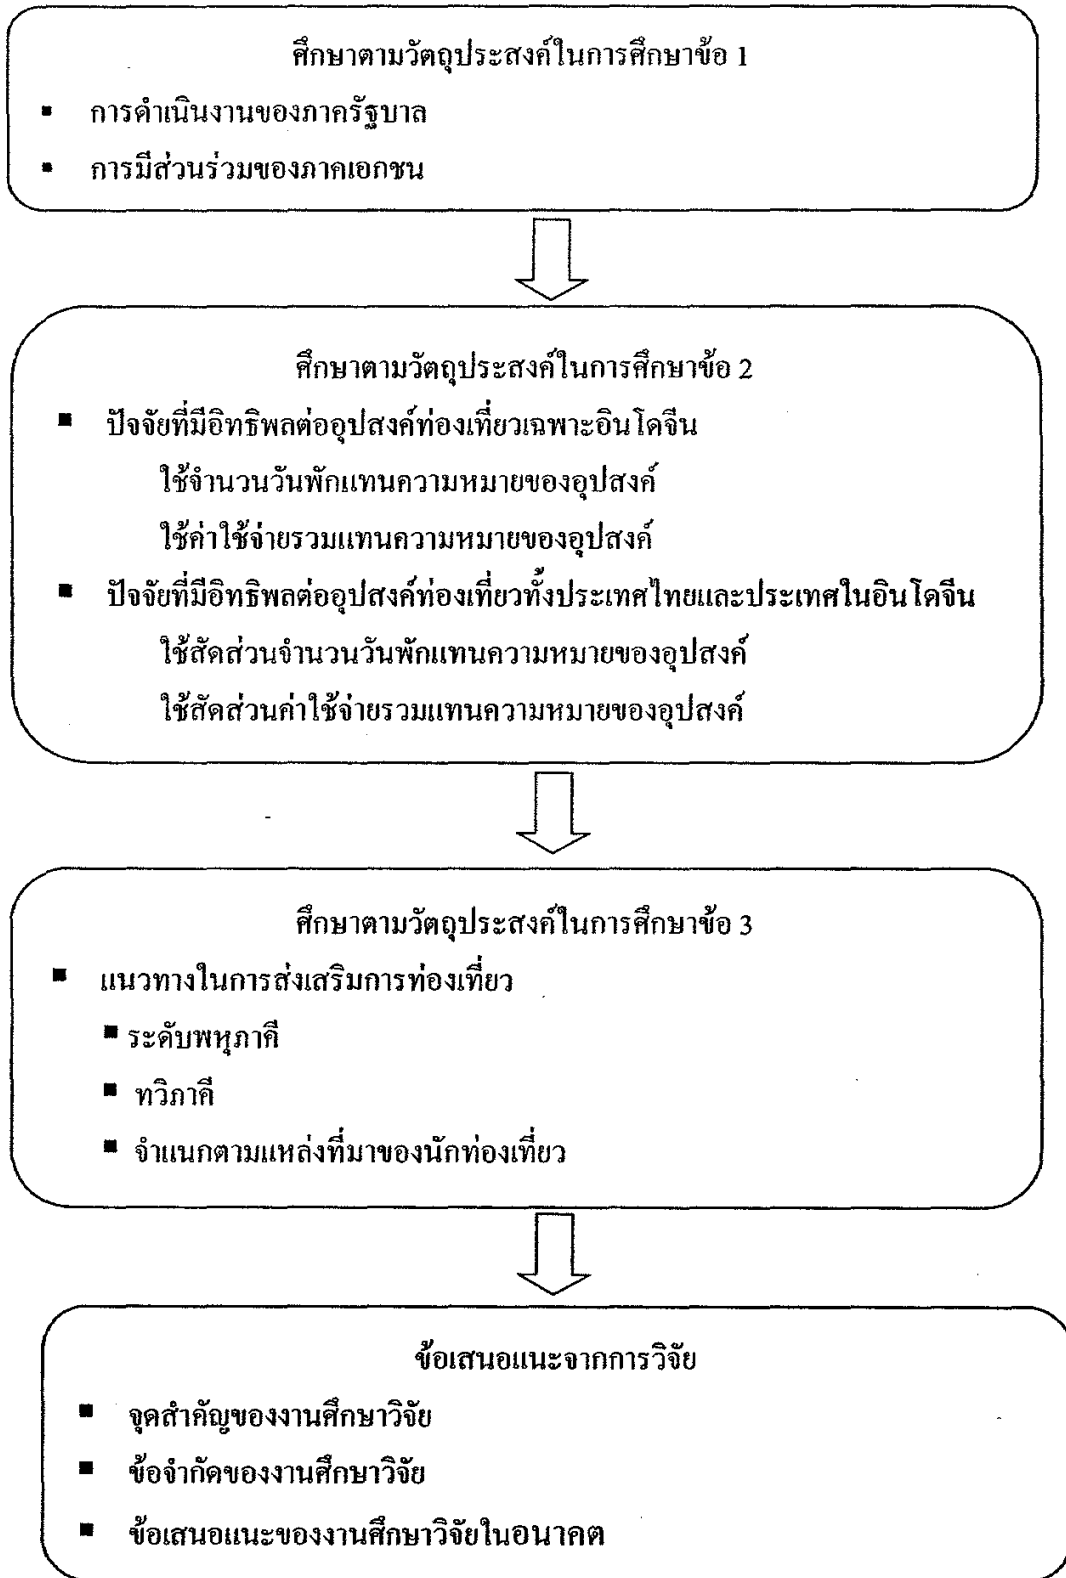 ศึกษาตามวัตถุประสงค์ในการศึกษาข้อ 1
▪ การดำเนินงานของภาครัฐบาล
▪ การมีส่วนร่วมของภาคเอกชน
ศึกษาตามวัตถุประสงค์ในการศึกษาข้อ 2
▪ ปัจจัยที่มีอิทธิพลต่ออุปสงค์ท่องเที่ยวเฉพาะอินโดจีน
ใช้จำนวนวันพักแทนความหมายของอุปสงค์
ใช้ค่าใช้จ่ายรวมแทนความหมายของอุปสงค์
▪ ปัจจัยที่มีอิทธิพลต่ออุปสงค์ท่องเที่ยวทั้งประเทศไทยและประเทศในอินโดจีน
ใช้สัดส่วนจำนวนวันพักแทนความหมายของอุปสงค์
ใช้สัดส่วนค่าใช้จ่ายรวมแทนความหมายของอุปสงค์
ศึกษาตามวัตถุประสงค์ในการศึกษาข้อ 3
▪ แนวทางในการส่งเสริมการท่องเที่ยว
▪ ระดับพหุภาคี
▪ ทวิภาคี
▪ จำแนกตามแหล่งที่มาของนักท่องเที่ยว
ข้อเสนอแนะจากการวิจัย
▪ จุดสำคัญของงานศึกษาวิจัย
▪ ข้อจำกัดของงานศึกษาวิจัย
▪ ข้อเสนอแนะของงานศึกษาวิจัยในอนาคต